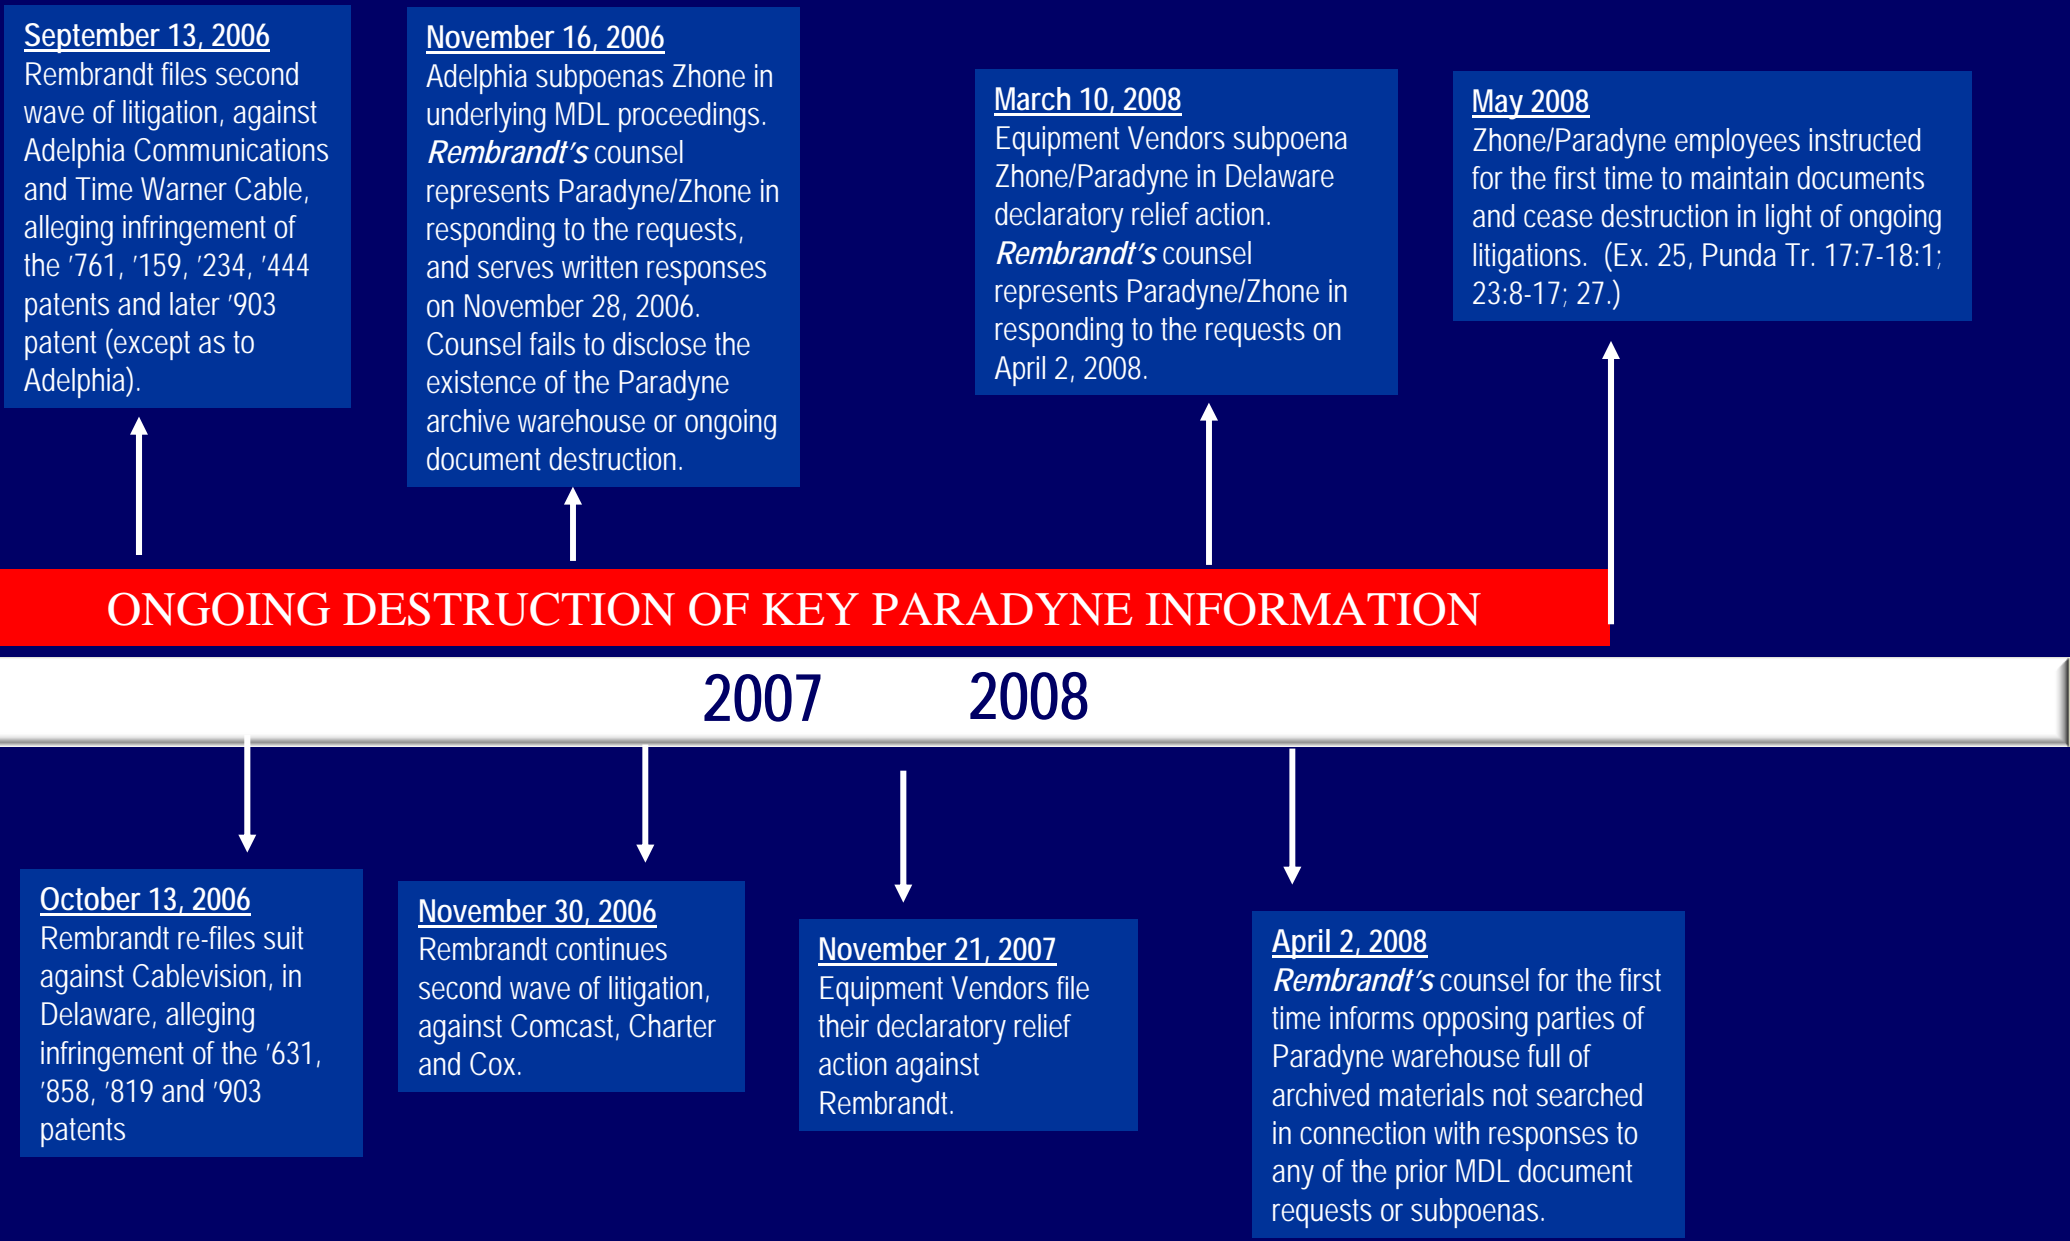 September 13, 2006
Rembrandt files second
wave of litigation, against
Adelphia Communications
and Time Warner Cable,
alleging infringement of
the ’761, ’159, ’234, ’444
patents and later ’903
patent (except as to
Adelphia).
November 16, 2006
Adelphia subpoenas Zhone in
underlying MDL proceedings.
Rembrandt’s counsel
represents Paradyne/Zhone in
responding to the requests,
and serves written responses
on November 28, 2006.
Counsel fails to disclose the
existence of the Paradyne
archive warehouse or ongoing
document destruction.
March 10, 2008
Equipment Vendors subpoena
Zhone/Paradyne in Delaware
declaratory relief action.
Rembrandt’s counsel
represents Paradyne/Zhone in
responding to the requests on
April 2, 2008.
May 2008
Zhone/Paradyne employees instructed
for the first time to maintain documents
and cease destruction in light of ongoing
litigations.  (Ex. 25, Punda Tr. 17:7-18:1;
23:8-17; 27.)
ONGOING DESTRUCTION OF KEY PARADYNE INFORMATION
2007 2008
October 13, 2006
Rembrandt re-files suit
against Cablevision, in
Delaware, alleging
infringement of the ’631,
’858, ’819 and ’903
patents
November 30, 2006
Rembrandt continues
second wave of litigation,
against Comcast, Charter
and Cox.
November 21, 2007
Equipment Vendors file
their declaratory relief
action against
Rembrandt.
April 2, 2008
Rembrandt’s counsel for the first
time informs opposing parties of
Paradyne warehouse full of
archived materials not searched
in connection with responses to
any of the prior MDL document
requests or subpoenas.